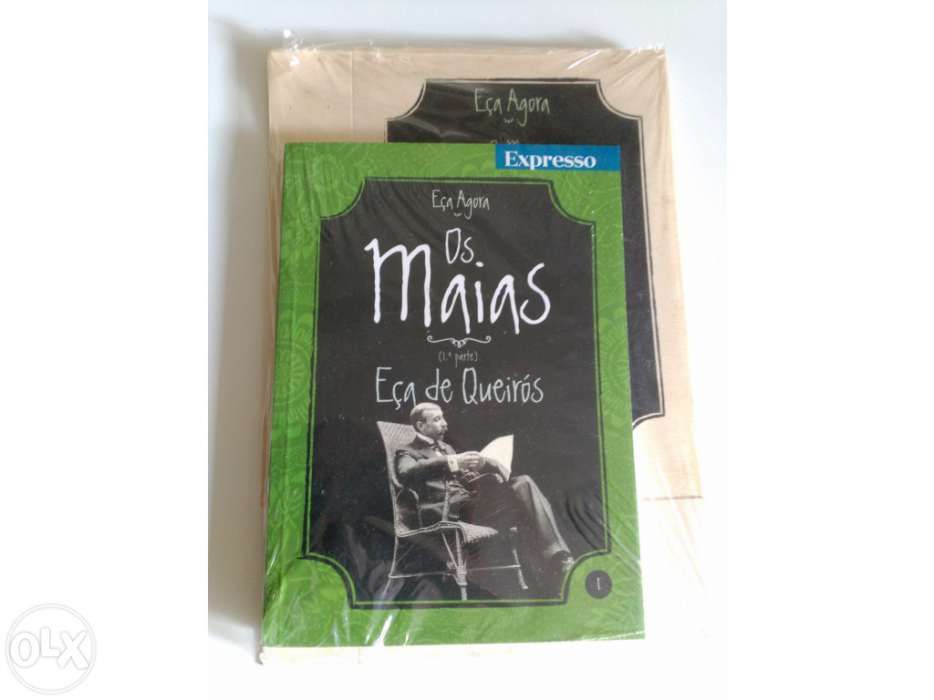 Eça Agora
Expresso
Eça Agora
Os
Maias
(1.ª parte)
Eça de Queirós
1
OLX